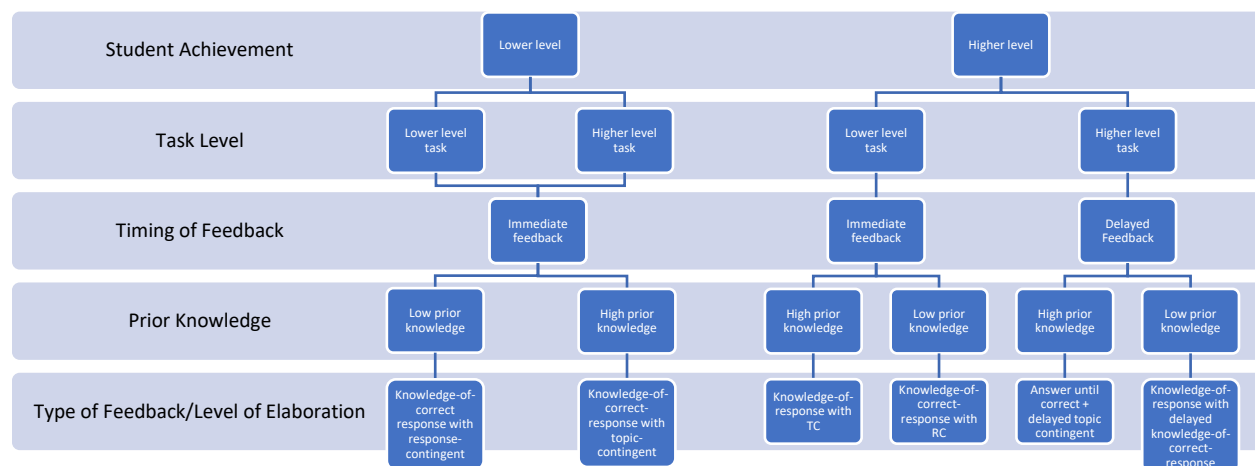 Student Achievement
Lower level
Higher level
Task Level
Lower level
task
Higher level
task
Lower level
task
Higher level
task
Timing of Feedback
Immediate
feedback
Immediate
feedback
Delayed
Feedback
Prior Knowledge
Low prior
knowledge
High prior
knowledge
High prior
knowledge
Low prior
knowledge
High prior
knowledge
Low prior
knowledge
Type of Feedback/Level of Elaboration
Knowledge-of-
correct
response with
response-
contingent
Knowledge-of-
correct-
response with
topic-
contingent
Knowledge-of-
response with
TC
Knowledge-of-
correct-
response with
RC
Answer until
correct +
delayed topic
contingent
Knowledge-of-
response with
delayed
knowledge-of-
correct-
response